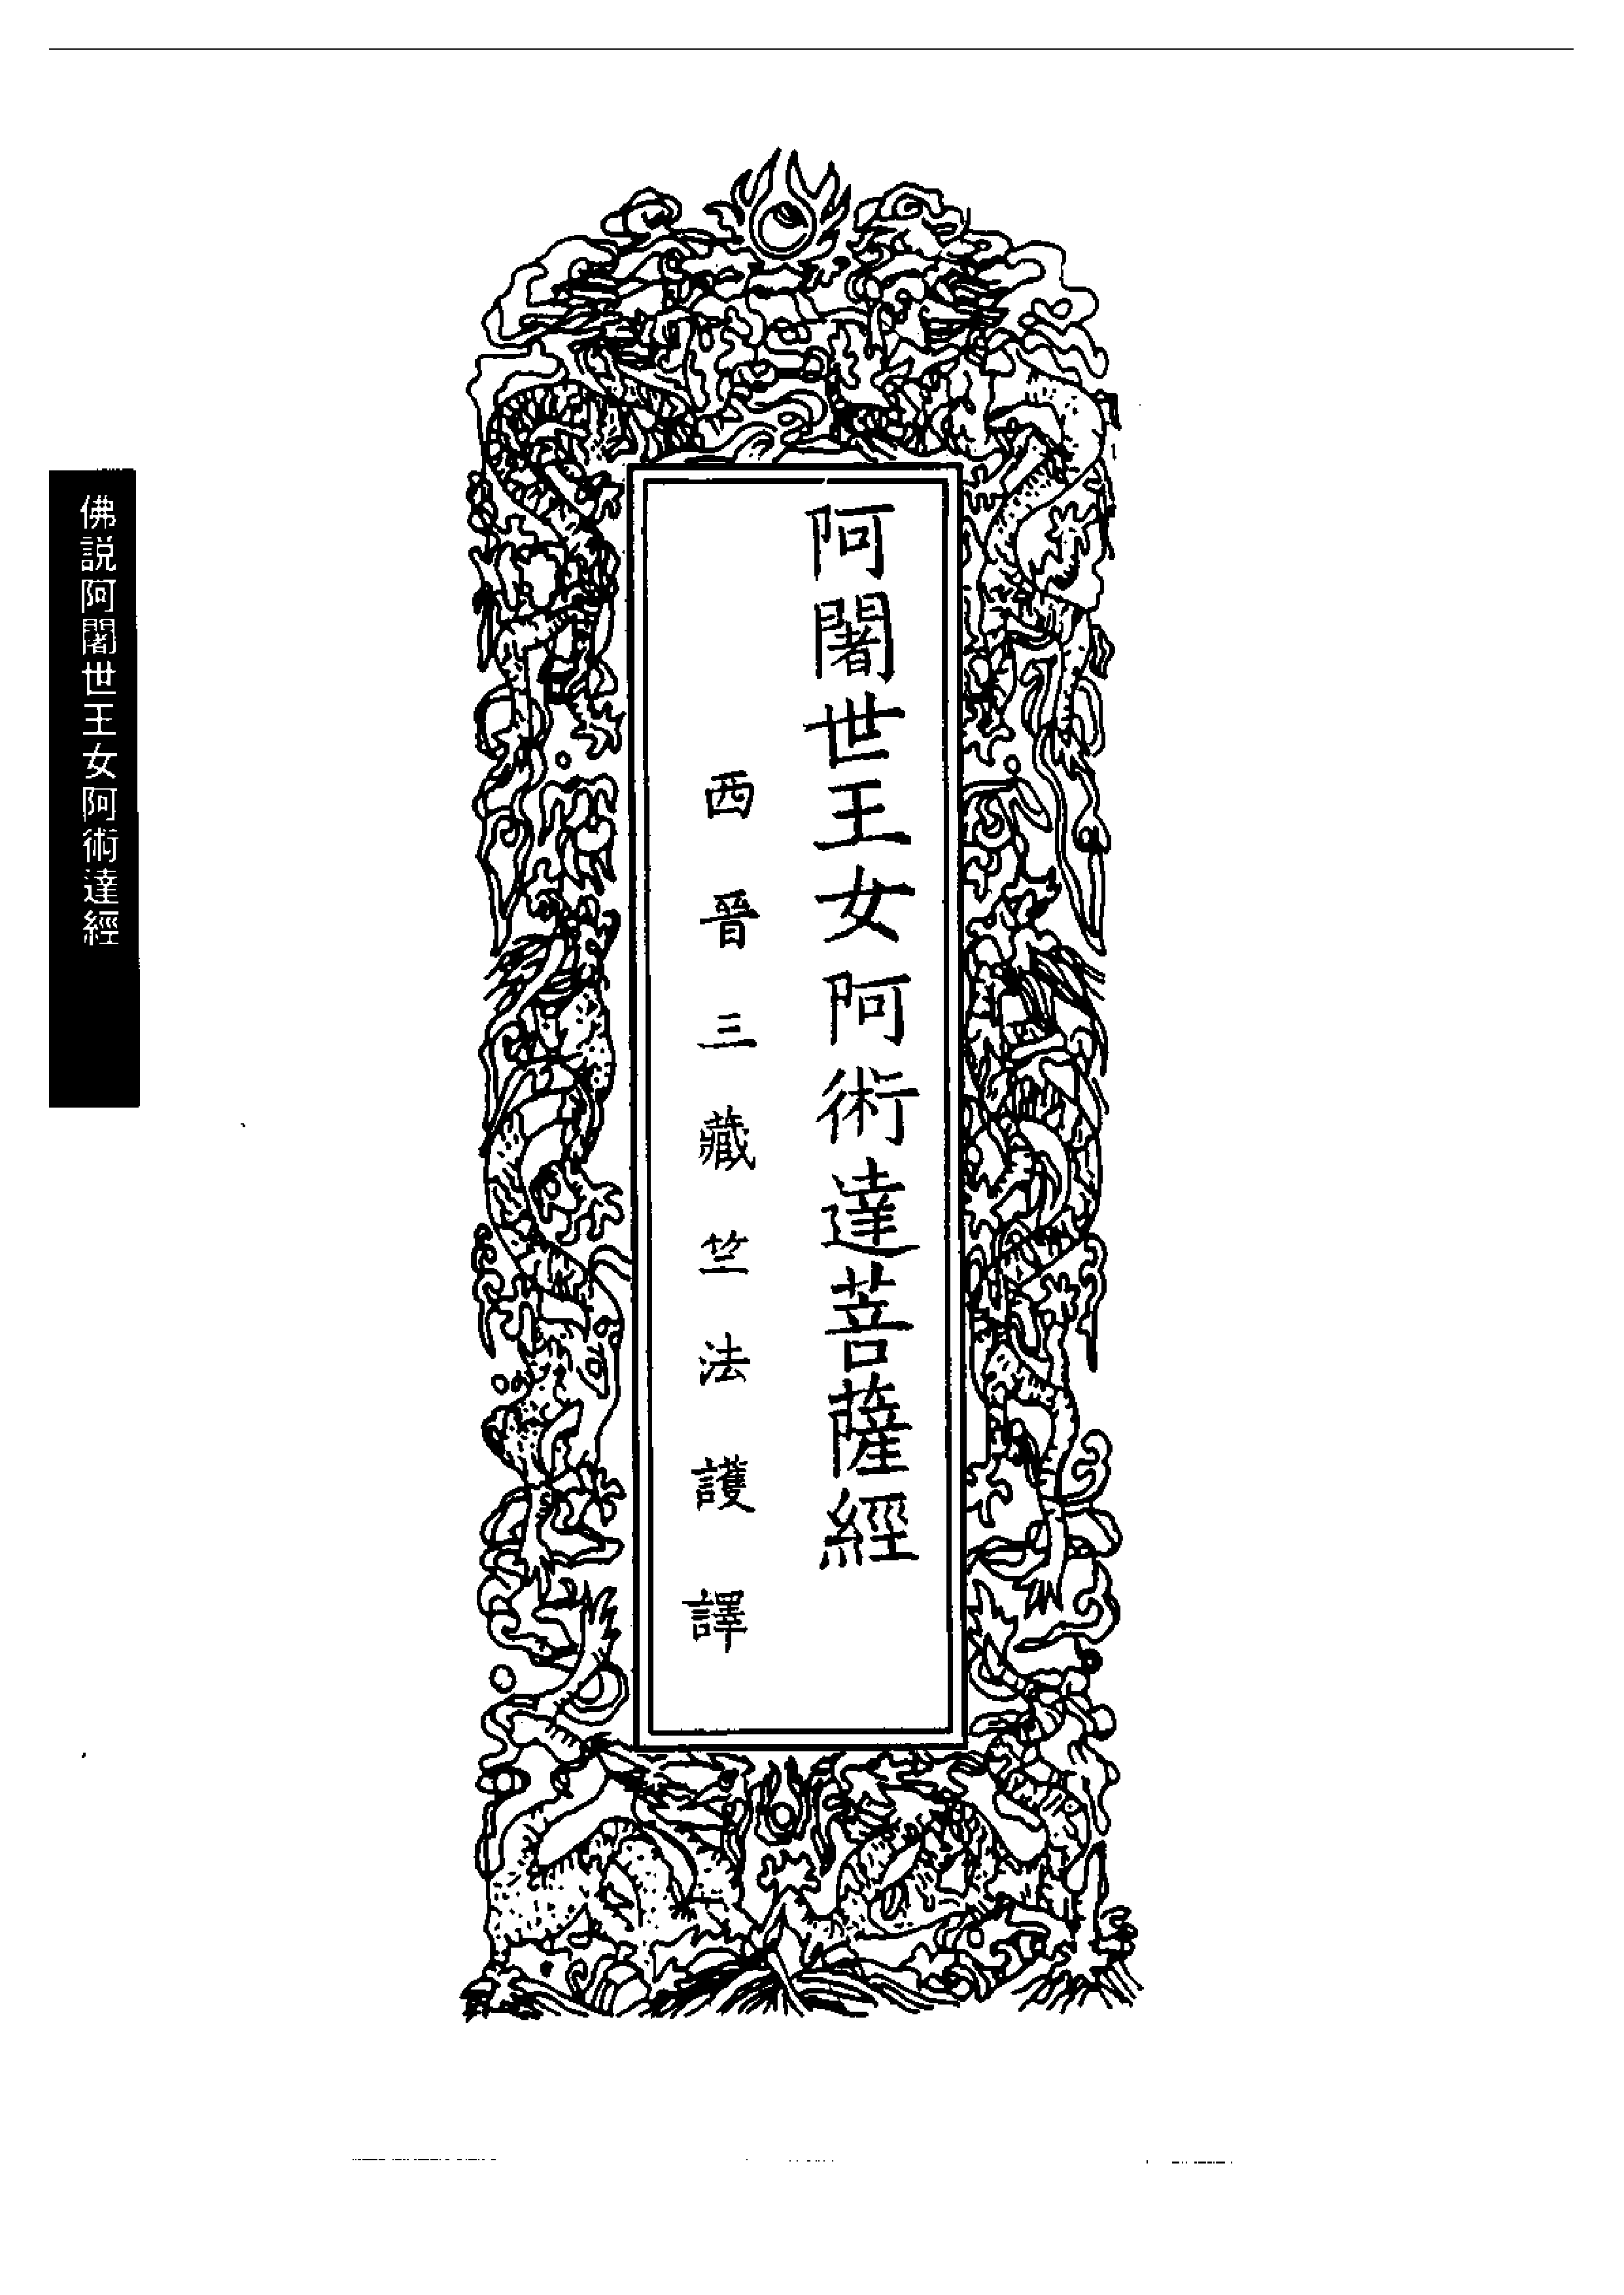 阿闍世王女阿術達菩薩經
西晉三藏竺法護譯
佛説阿闍世王女阿術達經